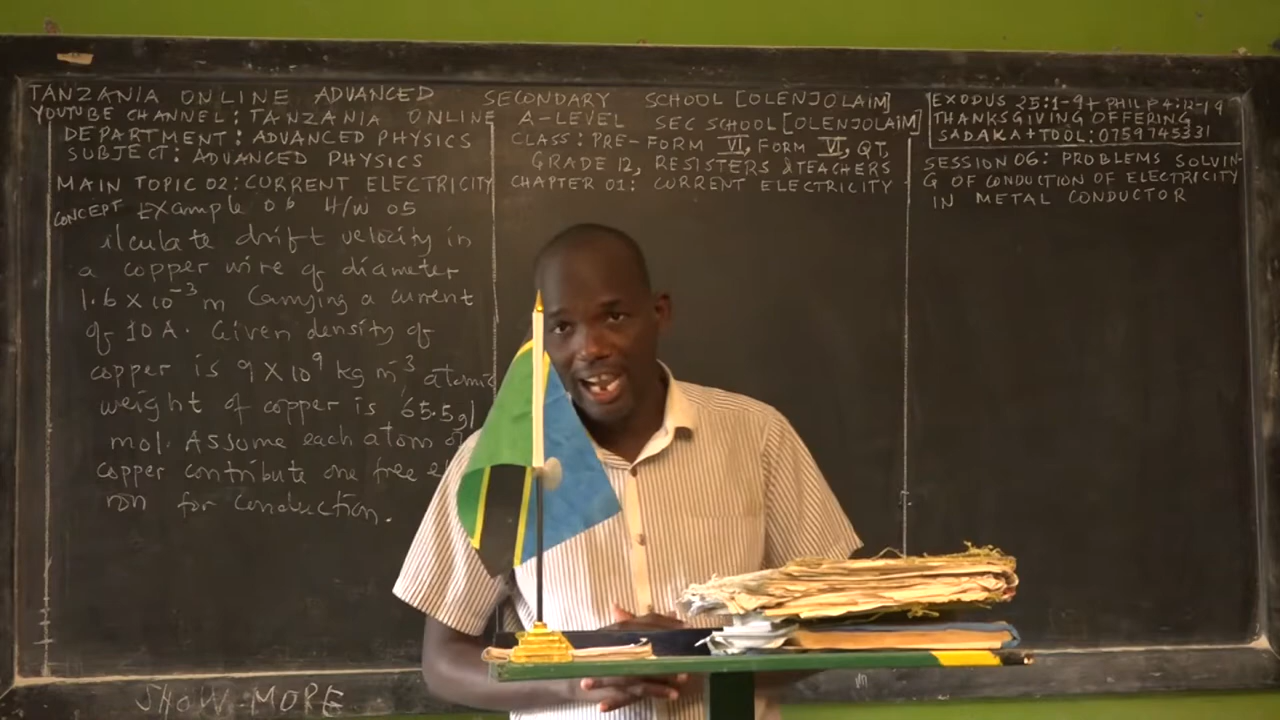 TANZANIA ONLINE ADVANCED SECONDARY SCHOOL [OLENJOLAIM]
YOUTUBE CHANNEL: TANZANIA ONLINE A-LEVEL SEC SCHOOL [OLENJOLAIM]
DEPARTMENT: ADVANCED PHYSICS
SUBJECT: ADVANCED PHYSICS
MAIN TOPIC 02: CURRENT ELECTRICITY
CONCEPT Example 06 H/W 05
lculate drift velocity in
a copper wire of diameter
1.6 × 10⁻³ m Carrying a current
of 10 A. Given density of
copper is 9 × 10⁹ kg m⁻³, atomic
weight of copper is 65.5g/
mol. Assume each atom of
copper contribute one free el
ron for conduction.
SHOW MORE
CLASS: PRE-FORM VI, FORM VI, QT,
GRADE 12, RESISTERS & TEACHERS
CHAPTER 01: CURRENT ELECTRICITY
EXODUS 25:1-9 + PHILP 4:12-19
THANKSGIVING OFFERING
SADAKA + TOOL: 0759745331
SESSION 06: PROBLEMS SOLVIN-
G OF CONDUCTION OF ELECTRICITY
IN METAL CONDUCTOR